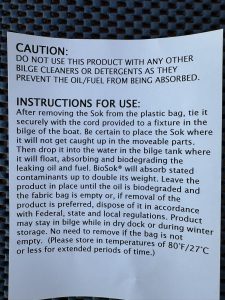 CAUTION:
DO NOT USE THIS PRODUCT WITH ANY OTHER
BILGE CLEANERS OR DETERGENTS AS THEY
PREVENT THE OIL/FUEL FROM BEING ABSORBED.
INSTRUCTIONS FOR USE:
After removing the Sok from the plastic bag, tie it
securely with the cord provided to a fixture in the
bilge of the boat. Be certain to place the Sok where
it will not get caught up in the moveable parts.
Then drop it into the water in the bilge tank where
it will float, absorbing and biodegrading the
leaking oil and fuel. BioSok® will absorb stated
contaminants up to double its weight. Leave the
product in place until the oil is biodegraded and
the fabric bag is empty or, if removal of the
product is preferred, dispose of it in accordance
with Federal, state and local regulations. Product
may stay in bilge while in dry dock or during winter
storage. No need to remove if the bag is not
empty. (Please store in temperatures of 80°F/27°C
or less for extended periods of time.)